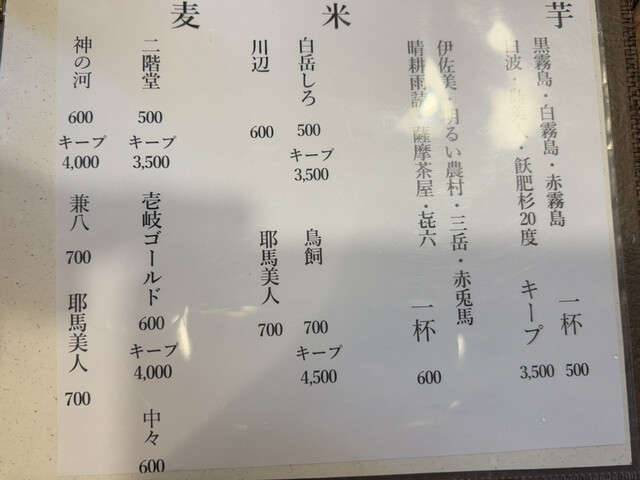 芋
黒霧島・白霧島・赤霧島
一杯
500
白波・　・飫肥杉20度
キープ
3,500
伊佐美・明るい農村・三岳・赤兎馬
晴耕雨読・薩摩茶屋・㐂六
一杯
600
米
白岳しろ
500
キープ
3,500
鳥飼
700
キープ
4,500
川辺
600
耶馬美人
700
麦
二階堂
500
キープ
3,500
壱岐ゴールド
600
キープ
4,000
中々
600
神の河
600
キープ
4,000
兼八
700
耶馬美人
700